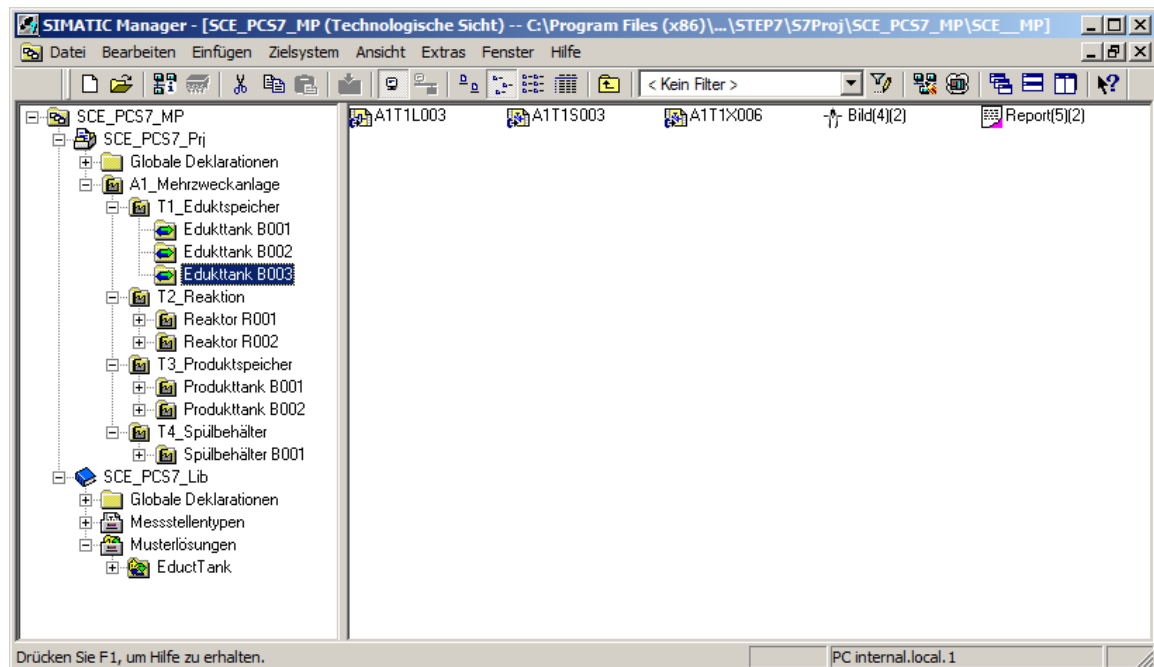 SIMATIC Manager - [SCE_PCS7_MP (Technologische Sicht) -- C:\Program Files (x86)\...\STEP7\S7Proj\SCE_PCS7_MP\SCE__MP]
Datei Bearbeiten Einfügen Zielsystem Ansicht Extras Fenster Hilfe
< Kein Filter >
SCE_PCS7_MP
SCE_PCS7_Prj
Globale Deklarationen
A1_Mehrzweckanlage
T1_Eduktspeicher
Edukttank B001
Edukttank B002
Edukttank B003
T2_Reaktion
Reaktor R001
Reaktor R002
T3_Produktspeicher
Produkttank B001
Produkttank B002
T4_Spülbehälter
Spülbehälter B001
SCE_PCS7_Lib
Globale Deklarationen
Messstellentypen
Musterlösungen
EductTank
A1T1L003 A1T1S003 A1T1X006 Bild(4)(2) Report(5)(2)
Drücken Sie F1, um Hilfe zu erhalten. PC internal.local.1